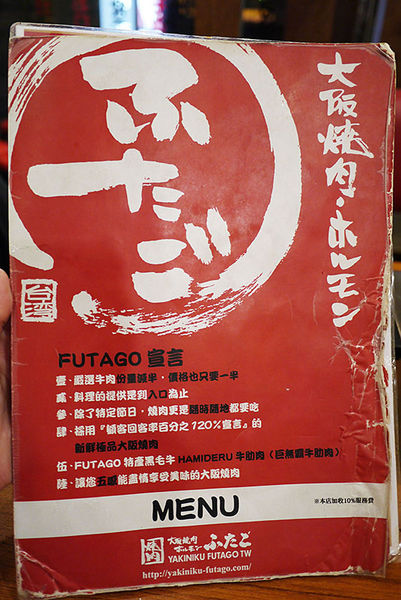 大阪焼肉・ホルモン
ふたご
台湾
FUTAGO 宣言
壹、嚴選牛肉份量減半，價格也只要一半
貳、料理的提供是到入口為止
參、除了特定節日，燒肉更是隨時隨地都要吃
肆、採用『顧客回客率百分之120%宣言』的
新鮮極品大阪燒肉
伍、FUTAGO 特產黑毛牛 HAMIDERU 牛肋肉（巨無霸牛肋肉）
陸、讓您五感能盡情享受美味的大阪燒肉
MENU
※本店加收10%服務費
焼肉
大阪焼肉 ホルモン ふたご
YAKINIKU FUTAGO TW
http://yakiniku-futago.com/